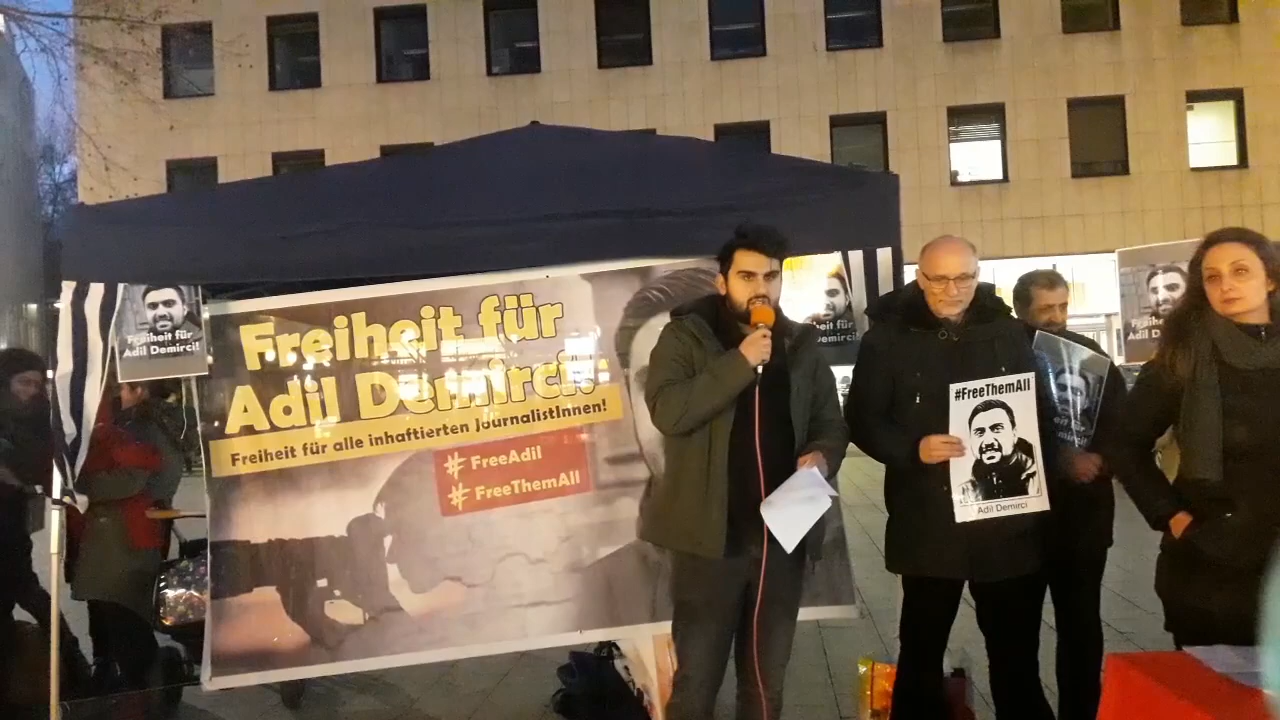 Freiheit für
Adil Demirci!
Freiheit für alle inhaftierten JournalistInnen!
# FreeAdil
# FreeThemAll
Freiheit für
Adil Demirci!
#FreeThemAll
Adil Demirci